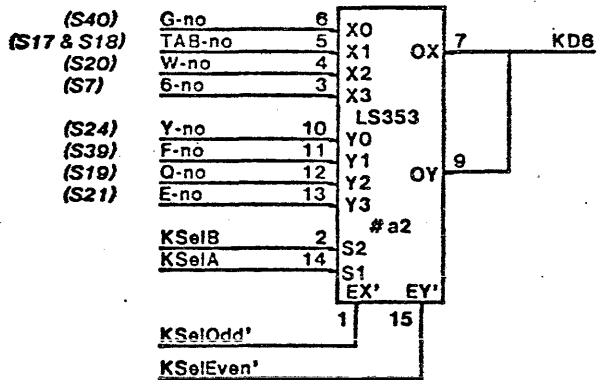 (S40) G-no 6 X0
(S17 & S18) TAB-no 5 X1 OX 7 KD6
(S20) W-no 4 X2
(S7) 6-no 3 X3
LS353
(S24) Y-no 10 Y0
(S39) F-no 11 Y1
(S19) Q-no 12 Y2 OY 9
(S21) E-no 13 Y3
#a2
KSelB 2 S2
KSelA 14 S1
EX' EY'
1 15
KSelOdd'
KSelEven'